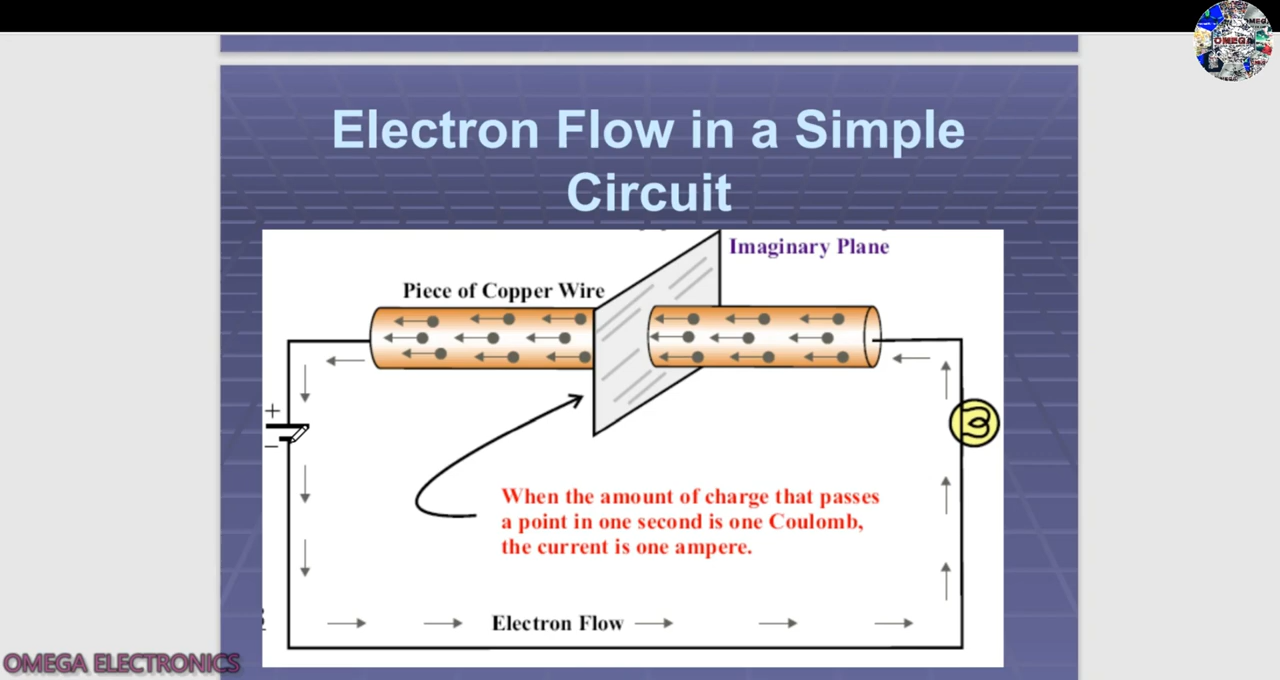 OMEGA
Electron Flow in a Simple
Circuit
Imaginary Plane
Piece of Copper Wire
+
−
When the amount of charge that passes
a point in one second is one Coulomb,
the current is one ampere.
Electron Flow
OMEGA ELECTRONICS